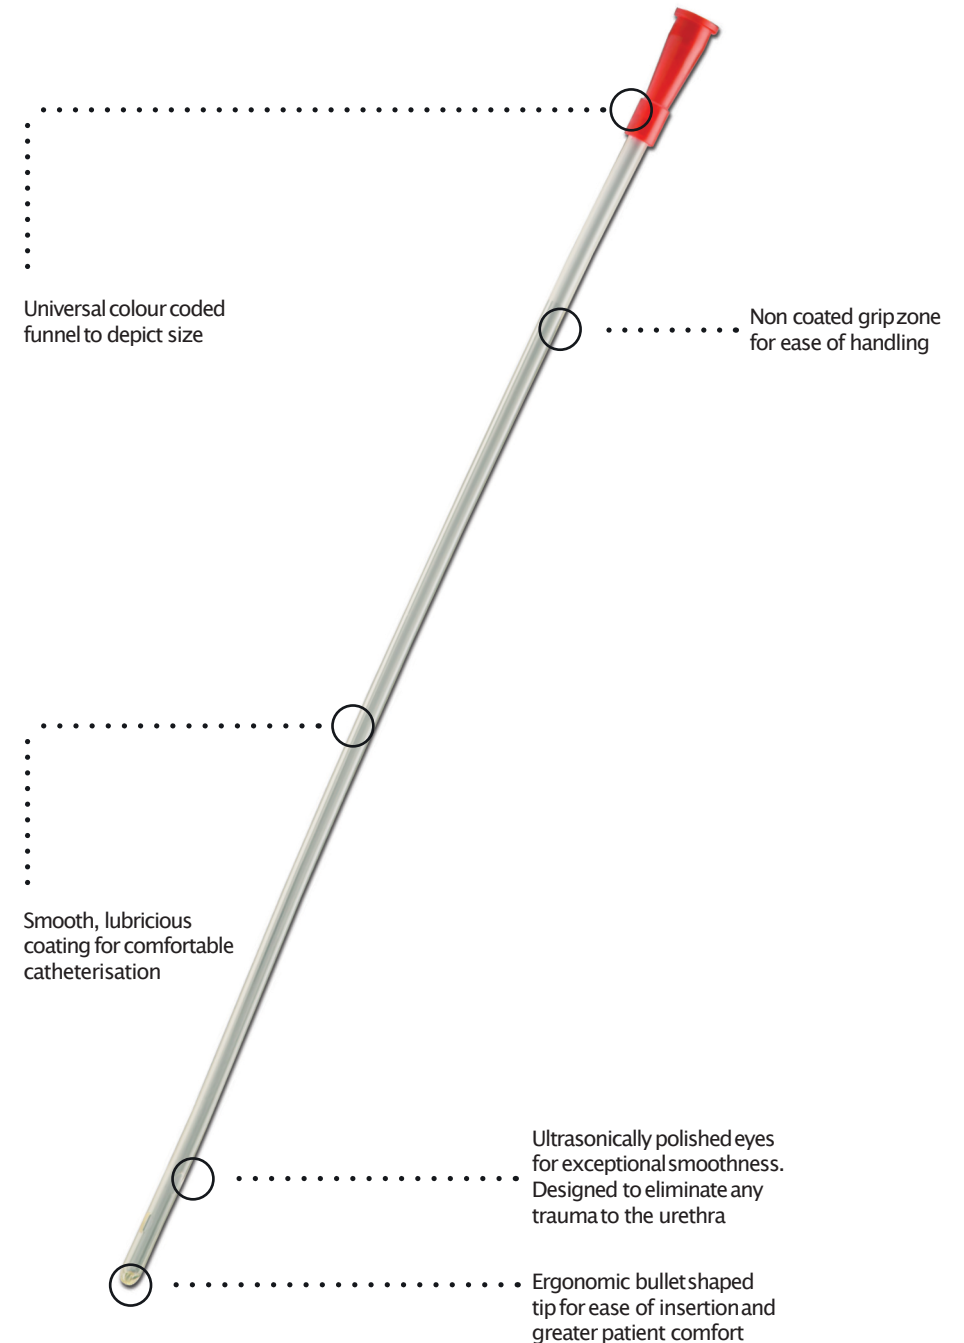 Universal colour coded
funnel to depict size
Non coated grip zone
for ease of handling
Smooth, lubricious
coating for comfortable
catheterisation
Ultrasonically polished eyes
for exceptional smoothness.
Designed to eliminate any
trauma to the urethra
Ergonomic bullet shaped
tip for ease of insertion and
greater patient comfort